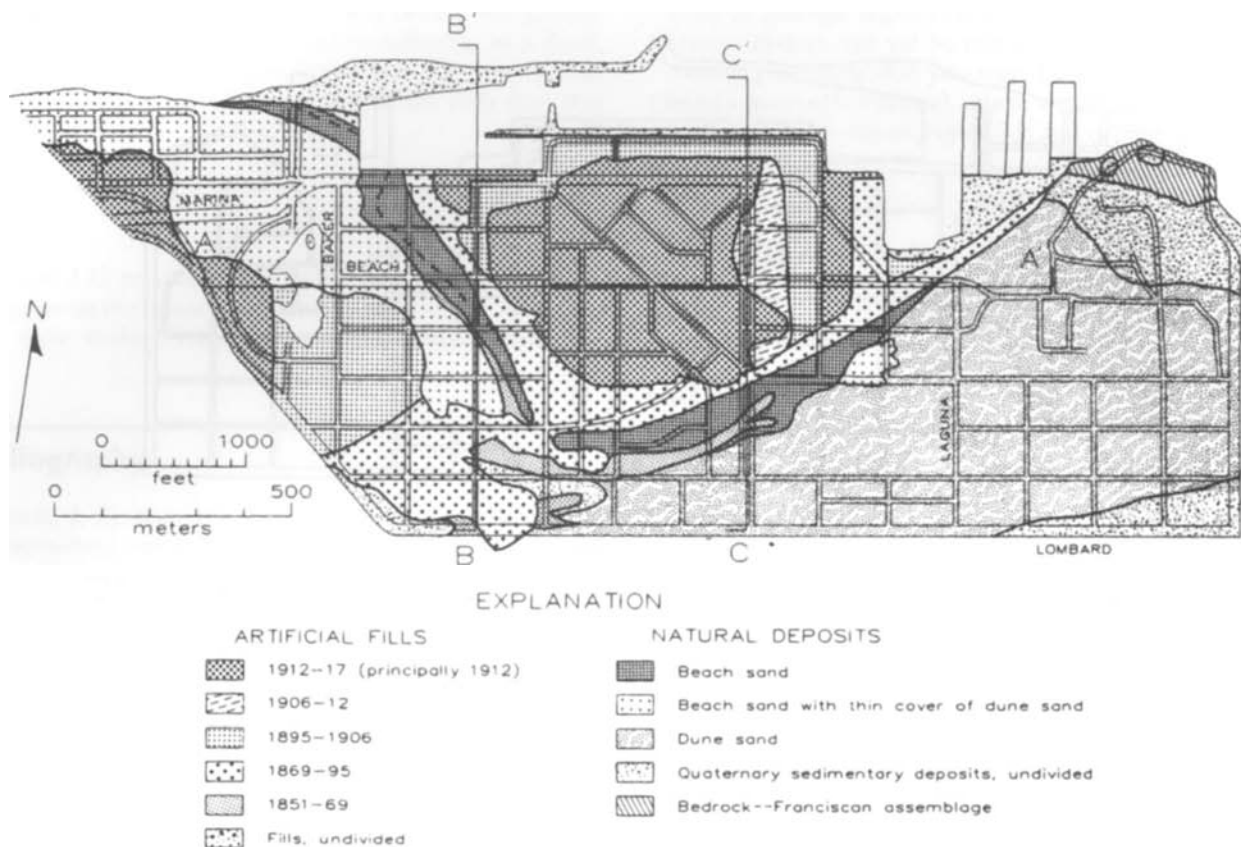 B'
C'
MARINA
A
BAKER
BEACH
A'
N
0 1000
feet
0 500
meters
LAGUNA
B
C
LOMBARD
EXPLANATION
ARTIFICIAL FILLS
1912-17 (principally 1912)
1906-12
1895-1906
1869-95
1851-69
Fills, undivided
NATURAL DEPOSITS
Beach sand
Beach sand with thin cover of dune sand
Dune sand
Quaternary sedimentary deposits, undivided
Bedrock--Franciscan assemblage